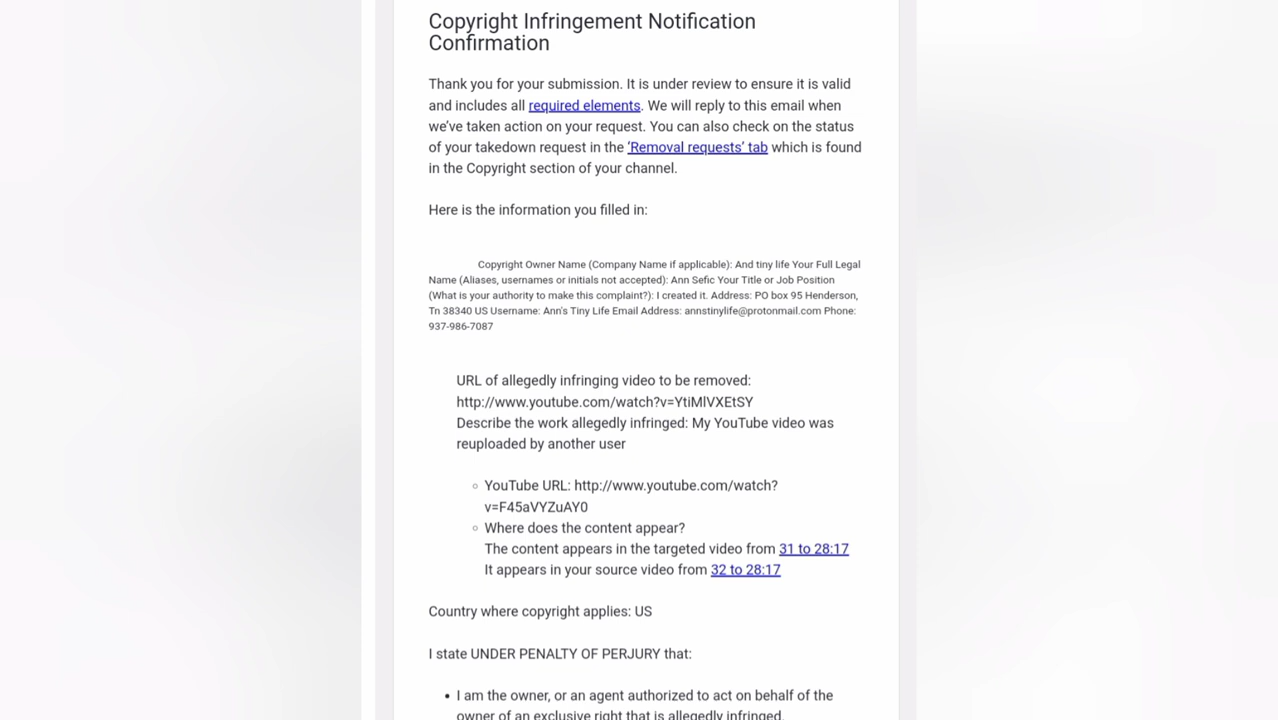 Copyright Infringement Notification
Confirmation
Thank you for your submission. It is under review to ensure it is valid
and includes all required elements. We will reply to this email when
we've taken action on your request. You can also check on the status
of your takedown request in the 'Removal requests' tab which is found
in the Copyright section of your channel.
Here is the information you filled in:
Copyright Owner Name (Company Name if applicable): And tiny life Your Full Legal
Name (Aliases, usernames or initials not accepted): Ann Sefic Your Title or Job Position
(What is your authority to make this complaint?): I created it. Address: PO box 95 Henderson,
Tn 38340 US Username: Ann's Tiny Life Email Address: annstinylife@protonmail.com Phone:
937-986-7087
URL of allegedly infringing video to be removed:
http://www.youtube.com/watch?v=YtiMlVXEtSY
Describe the work allegedly infringed: My YouTube video was
reuploaded by another user
YouTube URL: http://www.youtube.com/watch?
v=F45aVYZuAY0
Where does the content appear?
The content appears in the targeted video from 31 to 28:17
It appears in your source video from 32 to 28:17
Country where copyright applies: US
I state UNDER PENALTY OF PERJURY that:
• I am the owner, or an agent authorized to act on behalf of the
owner of an exclusive right that is allegedly infringed.